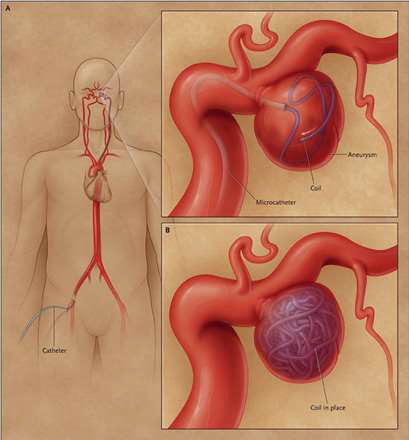 A
Aneurysm
Coil
Microcatheter
B
Catheter
Coil in place